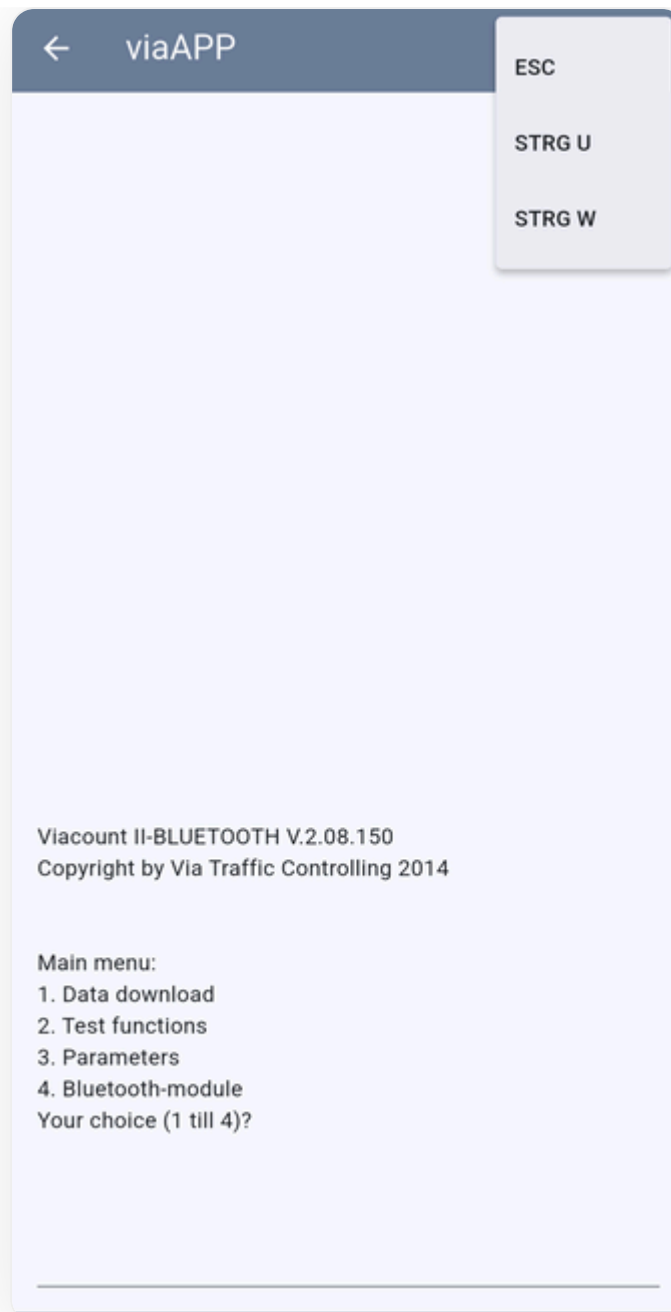 viaAPP
ESC
STRG U
STRG W
Viacount II-BLUETOOTH V.2.08.150
Copyright by Via Traffic Controlling 2014
Main menu:
1. Data download
2. Test functions
3. Parameters
4. Bluetooth-module
Your choice (1 till 4)?